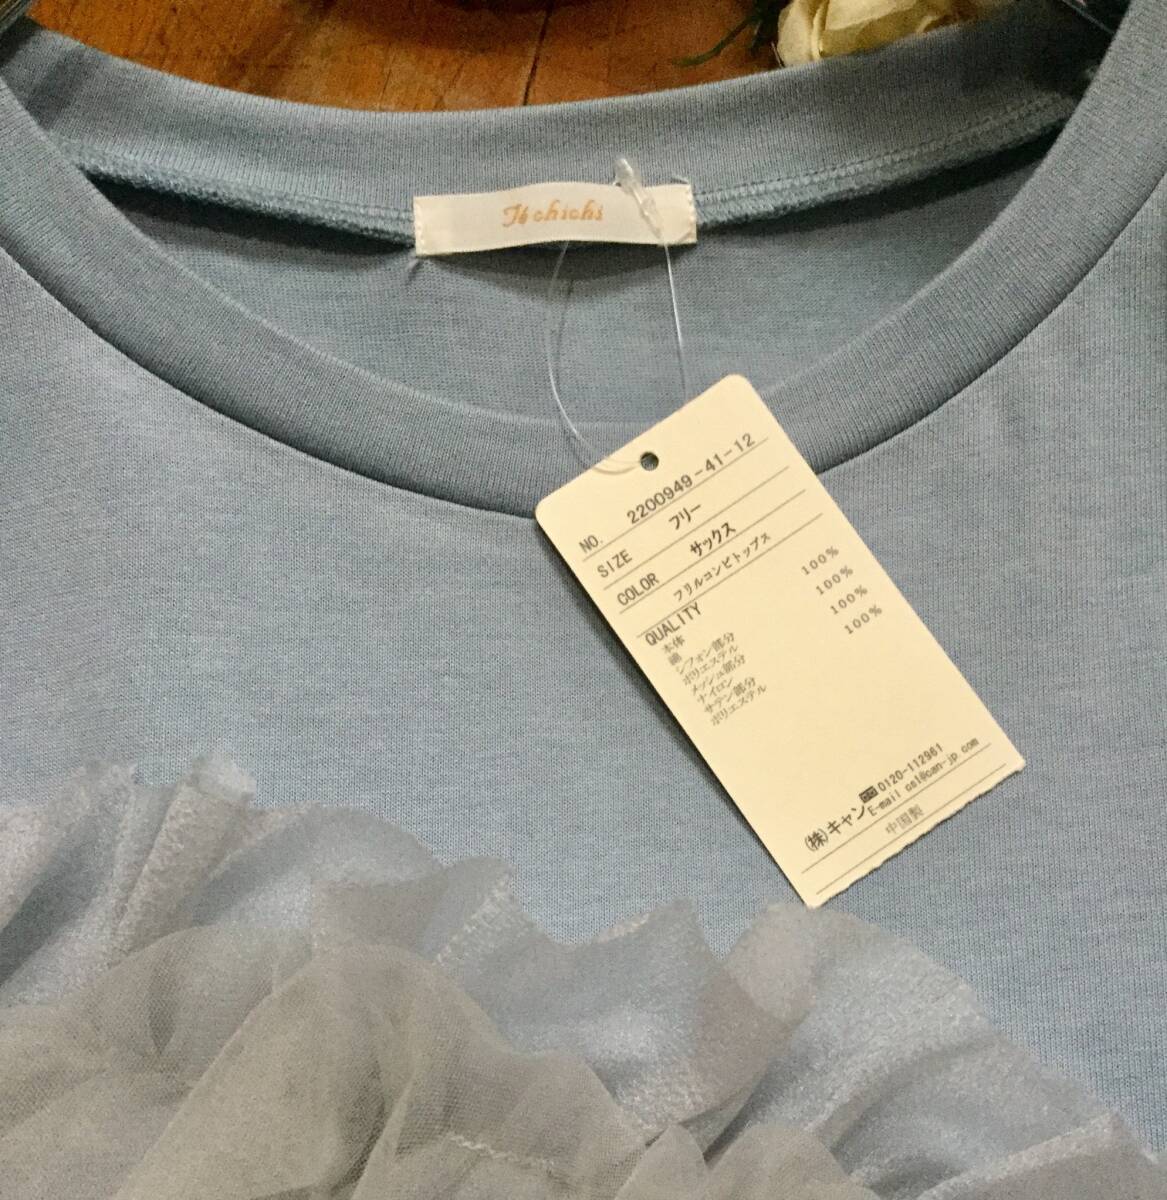 Techichi
NO. 2200949-41-12
SIZE フリー
COLOR サックス
フリルコンビトップス
QUALITY
本体
綿 100%
シフォン部分
ポリエステル 100%
メッシュ部分
ナイロン 100%
サテン部分
ポリエステル 100%
(株)キャン 0120-112961
E-mail cs1@can-jp.com
中国製